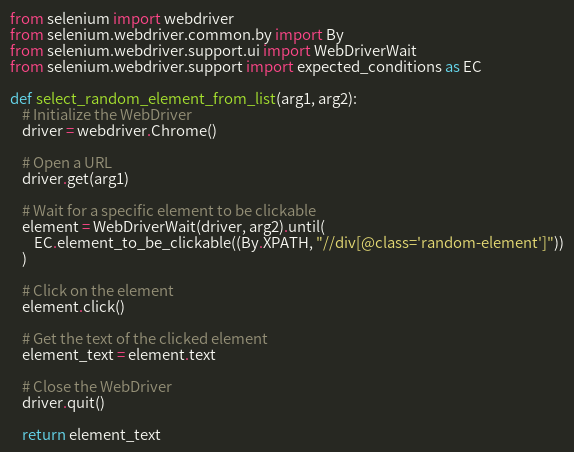 from selenium import webdriver
from selenium.webdriver.common.by import By
from selenium.webdriver.support.ui import WebDriverWait
from selenium.webdriver.support import expected_conditions as EC

def select_random_element_from_list(arg1, arg2):
    # Initialize the WebDriver
    driver = webdriver.Chrome()

    # Open a URL
    driver.get(arg1)

    # Wait for a specific element to be clickable
    element = WebDriverWait(driver, arg2).until(
        EC.element_to_be_clickable((By.XPATH, "//div[@class='random-element']"))
    )

    # Click on the element
    element.click()

    # Get the text of the clicked element
    element_text = element.text

    # Close the WebDriver
    driver.quit()

    return element_text